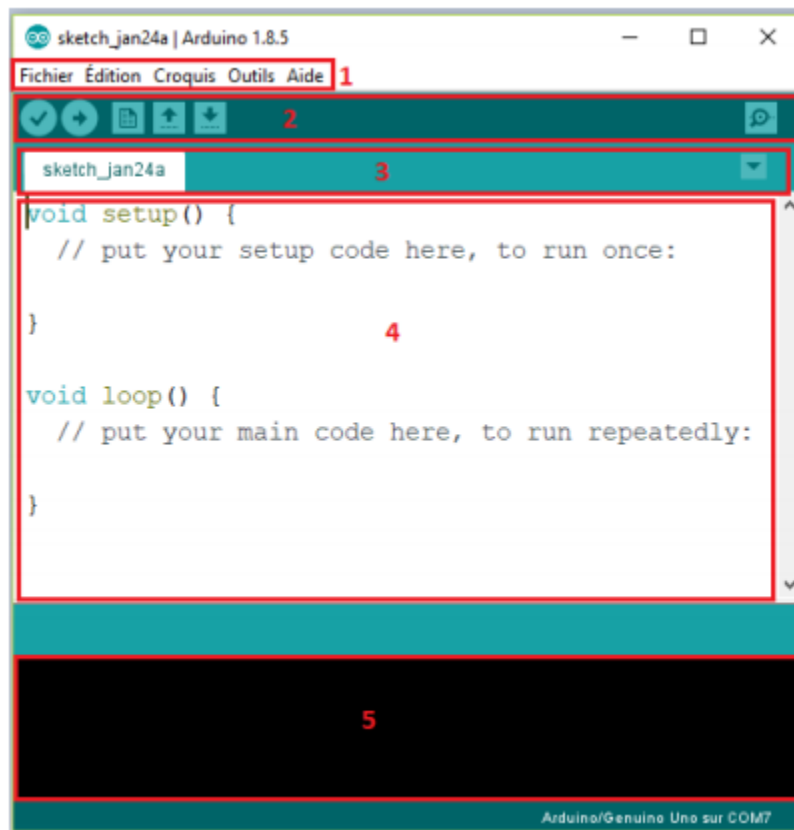 sketch_jan24a | Arduino 1.8.5
Fichier Édition Croquis Outils Aide 1
2
sketch_jan24a 3
void setup() {
// put your setup code here, to run once:
}
4
void loop() {
// put your main code here, to run repeatedly:
}
5
Arduino/Genuino Uno sur COM7